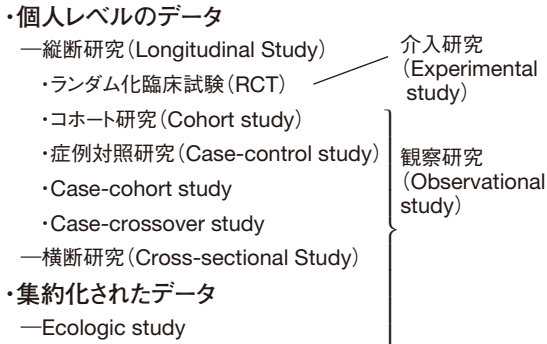 ・個人レベルのデータ
—縦断研究（Longitudinal Study）
・ランダム化臨床試験（RCT）
・コホート研究（Cohort study）
・症例対照研究（Case-control study）
・Case-cohort study
・Case-crossover study
—横断研究（Cross-sectional Study）
・集約化されたデータ
—Ecologic study
介入研究
（Experimental
study）
観察研究
（Observational
study）